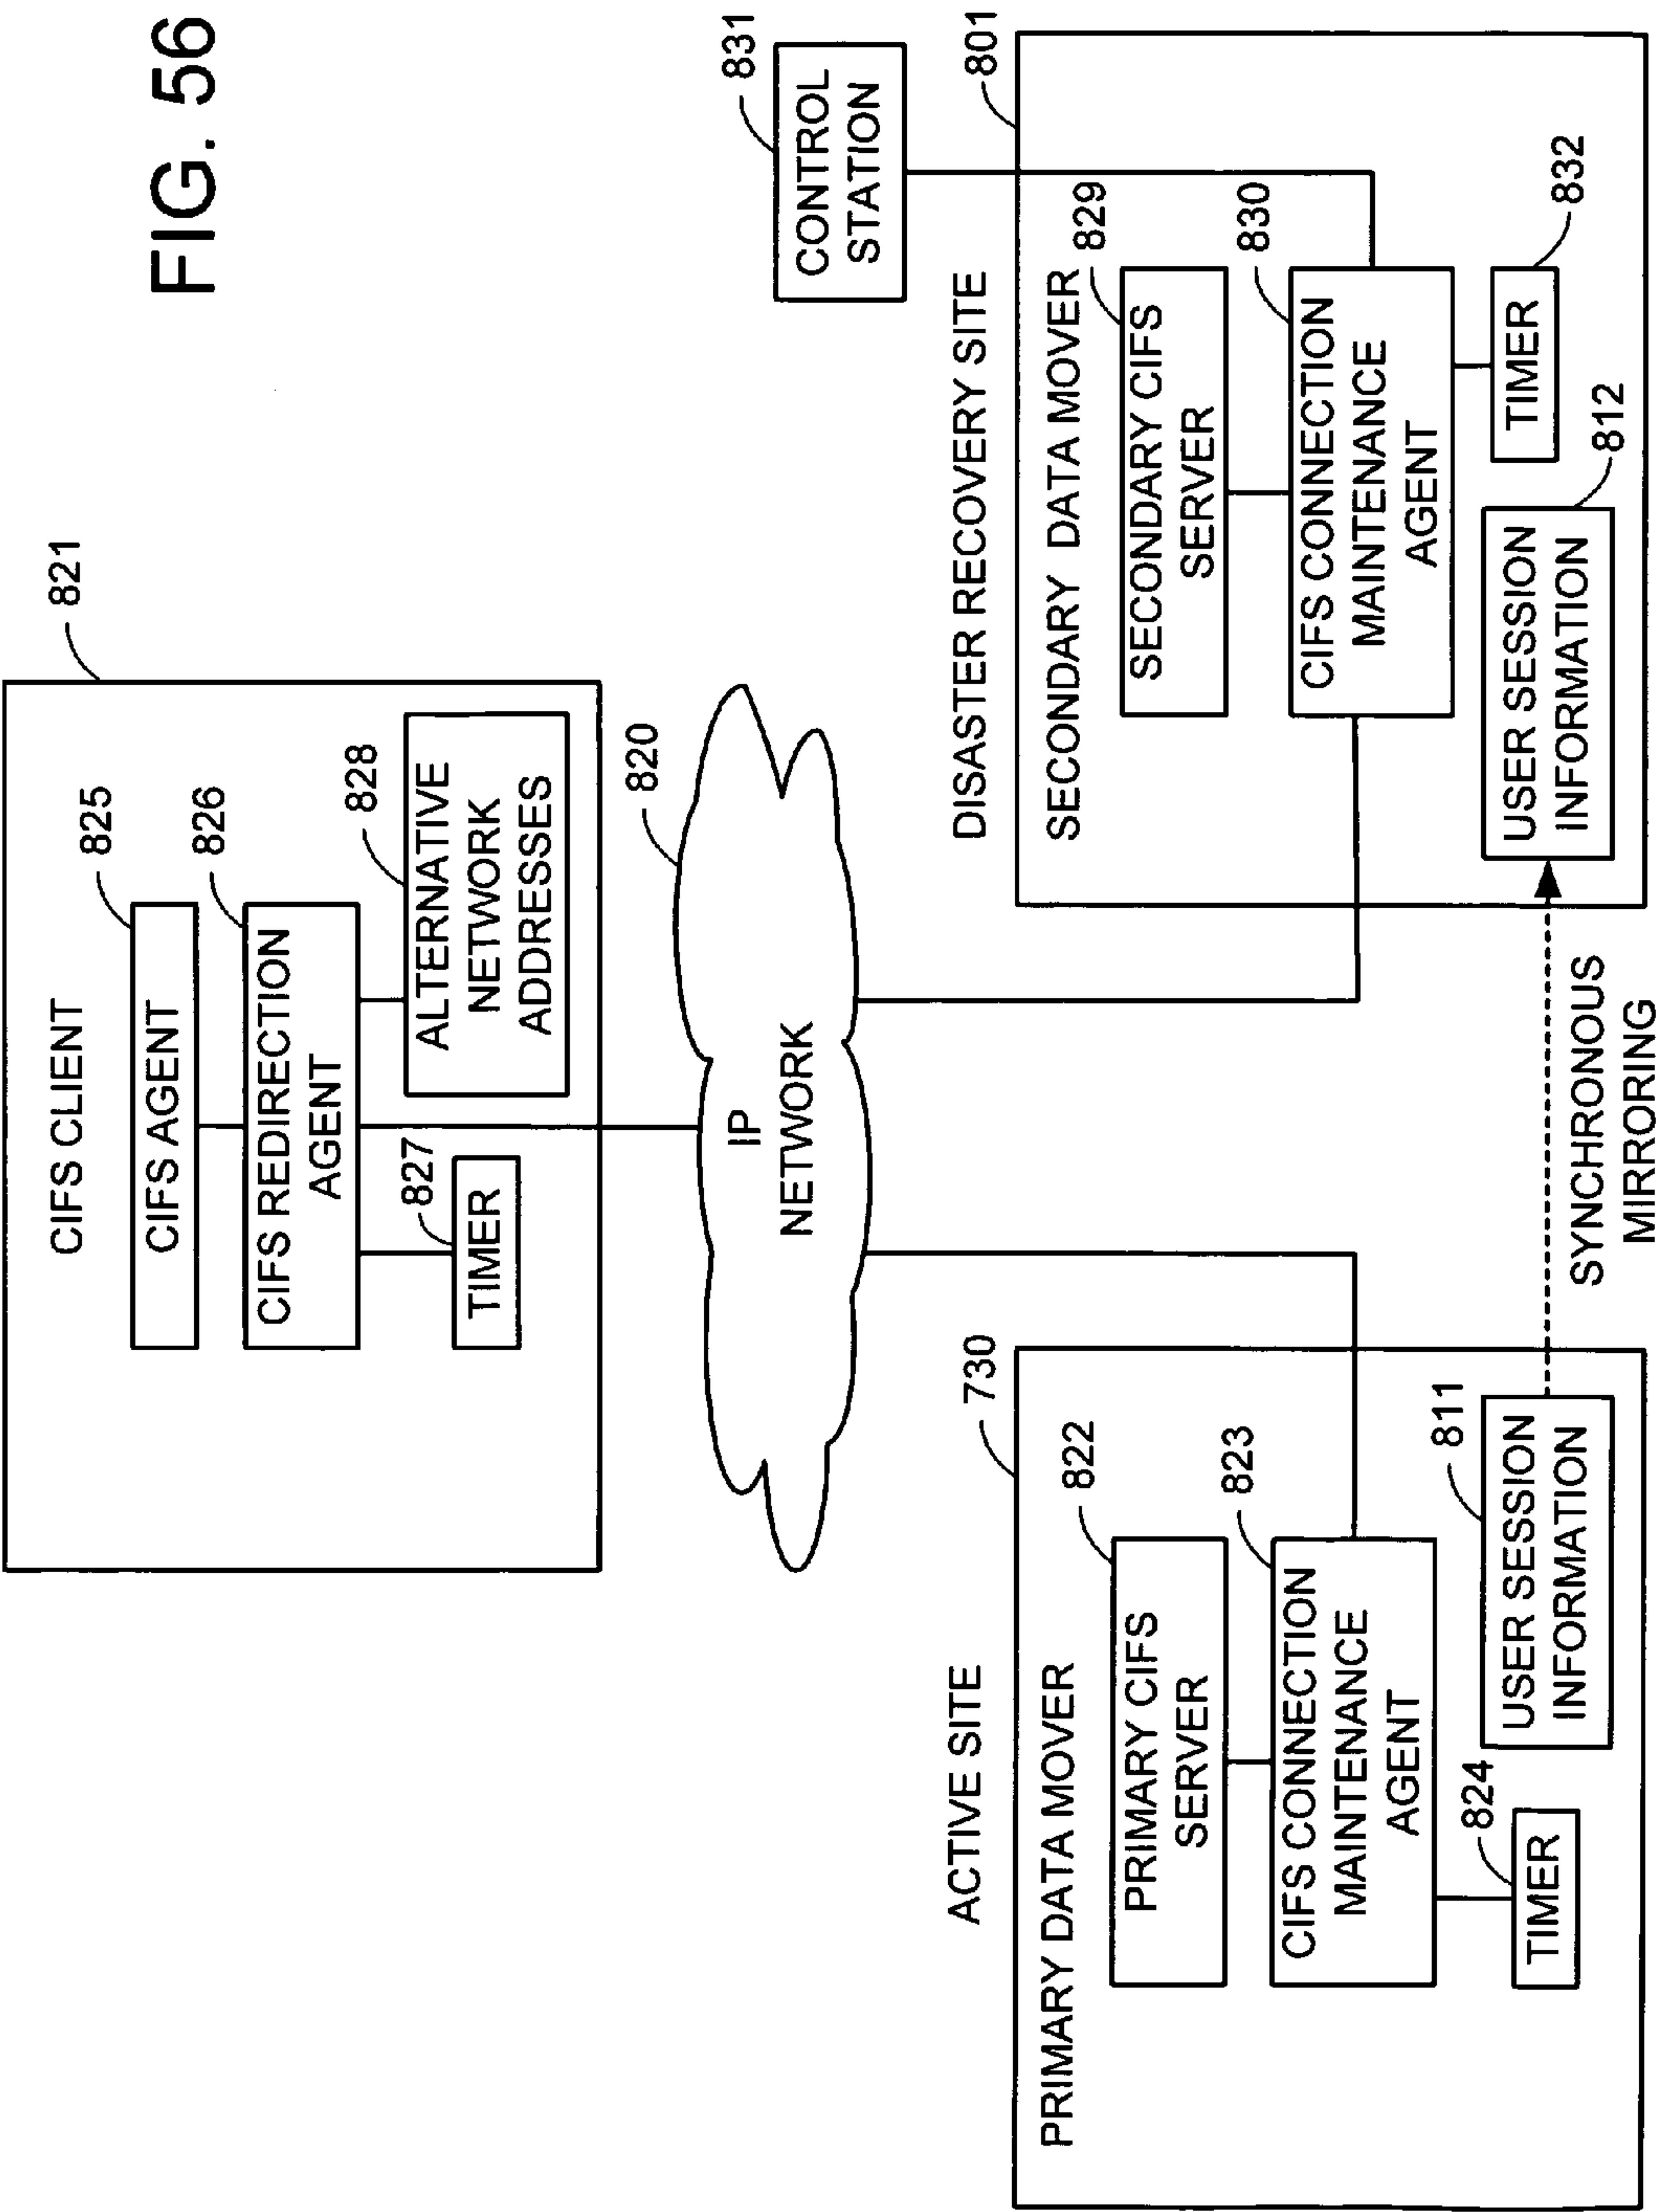 FIG. 56
821
CIFS CLIENT
825
CIFS AGENT
826
CIFS REDIRECTION
AGENT
827
TIMER
828
ALTERNATIVE
NETWORK
ADDRESSES
820
IP
NETWORK
831
CONTROL
STATION
ACTIVE SITE
730
PRIMARY DATA MOVER
822
PRIMARY CIFS
SERVER
823
CIFS CONNECTION
MAINTENANCE
AGENT
824
TIMER
811
USER SESSION
INFORMATION
SYNCHRONOUS
MIRRORING
DISASTER RECOVERY SITE
801
SECONDARY DATA MOVER
829
SECONDARY CIFS
SERVER
830
CIFS CONNECTION
MAINTENANCE
AGENT
812
USER SESSION
INFORMATION
832
TIMER